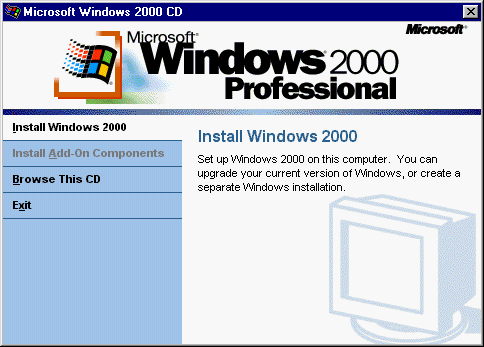 Microsoft Windows 2000 CD
Microsoft®
Microsoft®
Windows® 2000
Professional
Install Windows 2000
Install Add-On Components
Browse This CD
Exit
Install Windows 2000
Set up Windows 2000 on this computer. You can
upgrade your current version of Windows, or create a
separate Windows installation.